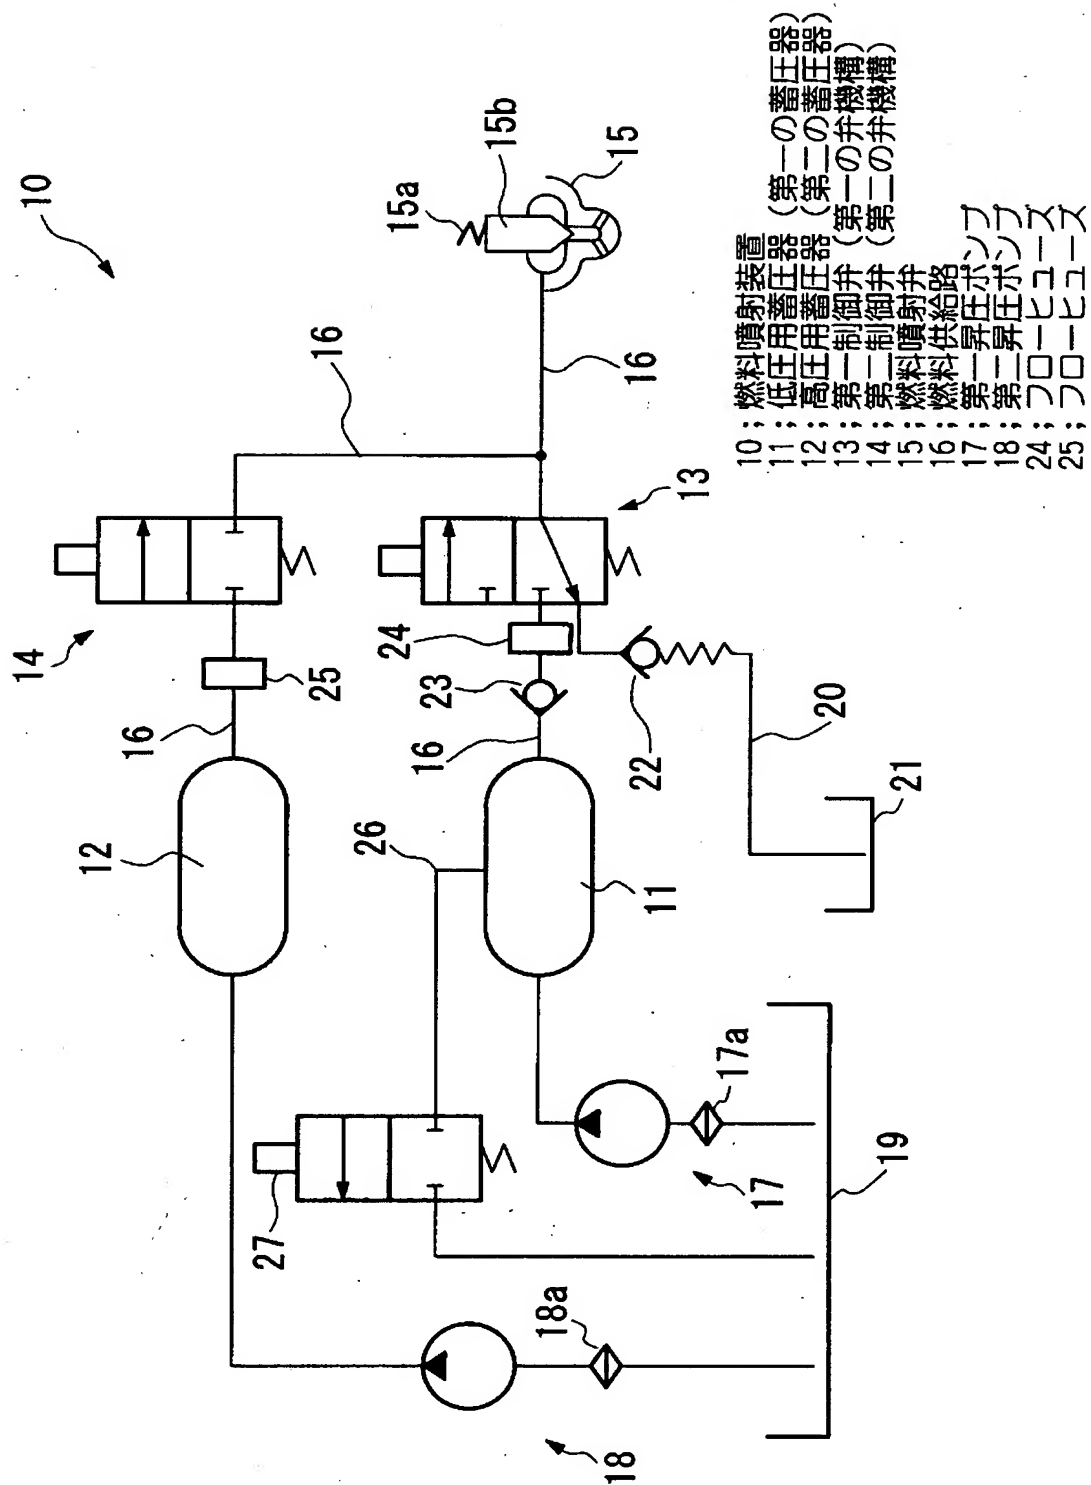 10
14
16
25
12
16
13
24
23
16
22
15a
15b
15
16
20
21
26
11
27
17a
17
19
18a
18
10；燃料噴射装置
11；低圧用蓄圧器（第一の蓄圧器）
12；高圧用蓄圧器（第二の蓄圧器）
13；第一制御弁（第一の弁機構）
14；第二制御弁（第二の弁機構）
15；燃料噴射弁
16；燃料供給路
17；第一昇圧ポンプ
18；第二昇圧ポンプ
24；フローヒューズ
25；フローヒューズ